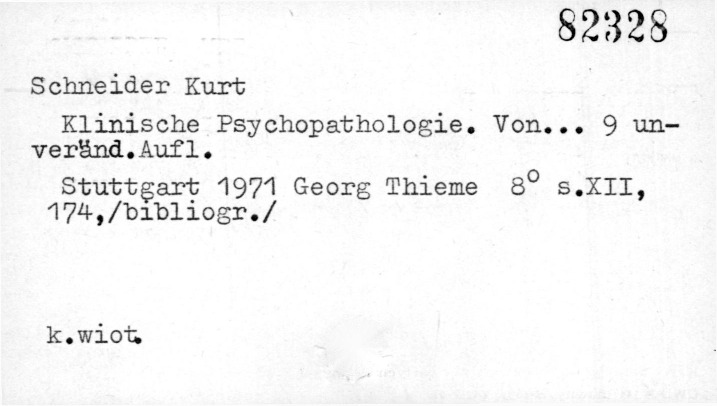 82328
Schneider Kurt
Klinische Psychopathologie. Von... 9 un-
veränd.Aufl.
Stuttgart 1971 Georg Thieme 8° s.XII,
174,/bibliogr./
k.wiot.